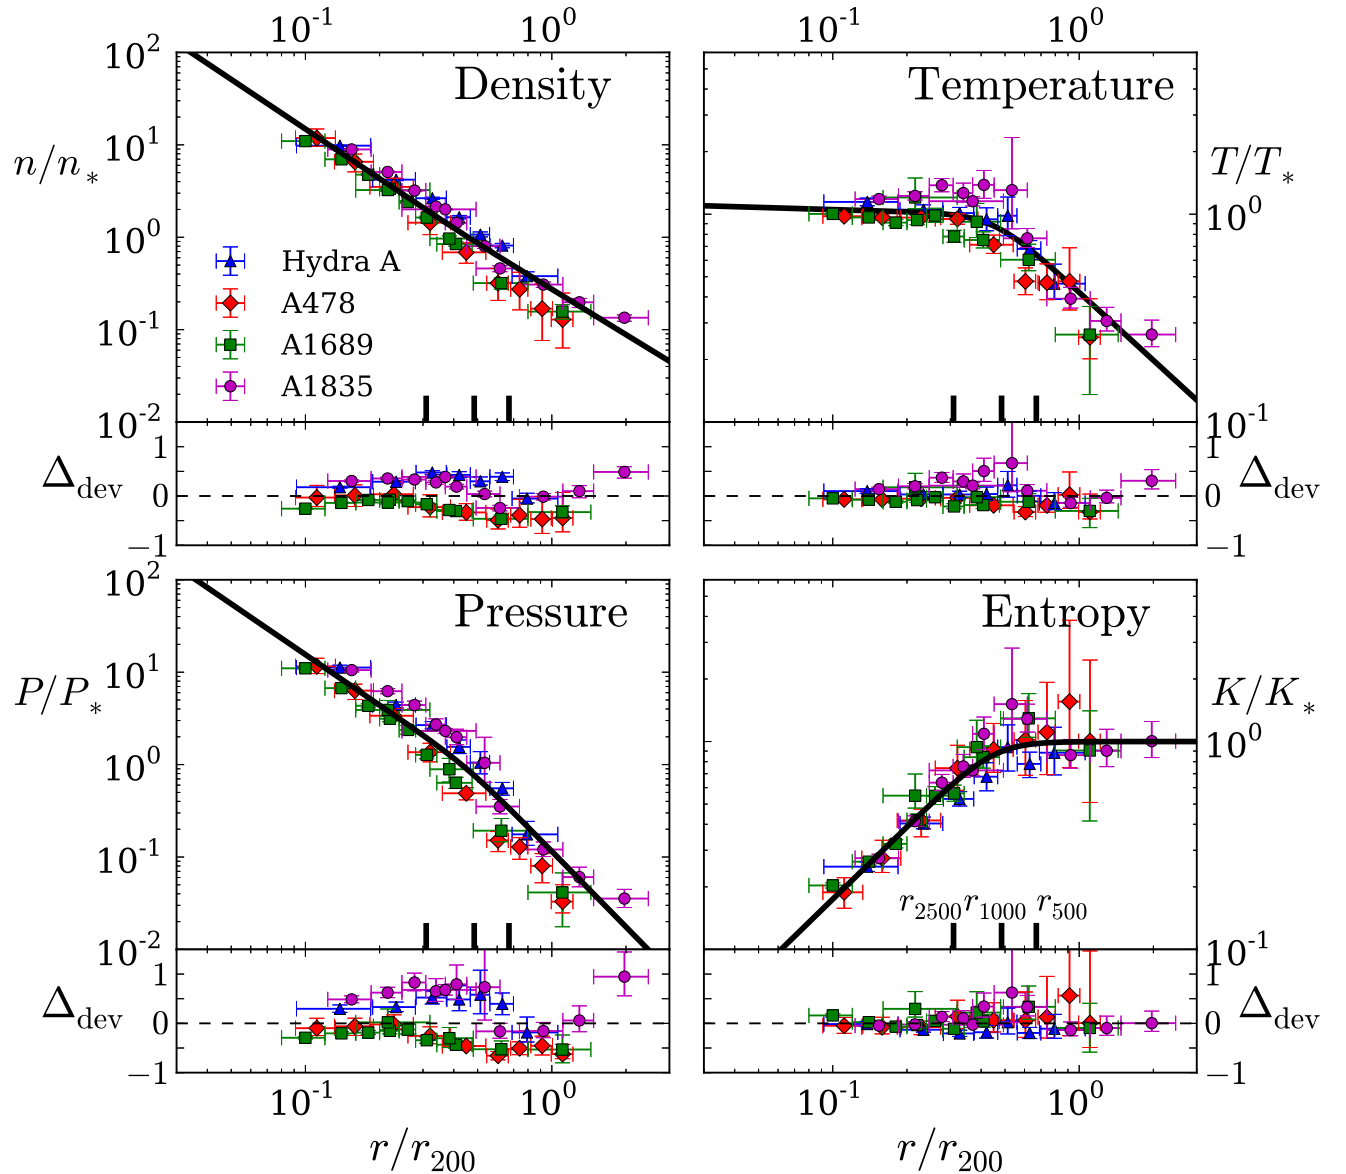 10^-1 10^0 10^-1 10^0
10^2 Density Temperature
10^1
n/n_* T/T_*
10^0 10^0
Hydra A
A478
10^-1
A1689
A1835
10^-2 10^-1
1 1
Δ_dev 0 0 Δ_dev
−1 −1
10^2 Pressure Entropy
10^1
P/P_* K/K_*
10^0 10^0
10^-1
r_2500 r_1000 r_500
10^-2 10^-1
1 1
Δ_dev 0 0 Δ_dev
−1 −1
10^-1 10^0 10^-1 10^0
r/r_200 r/r_200